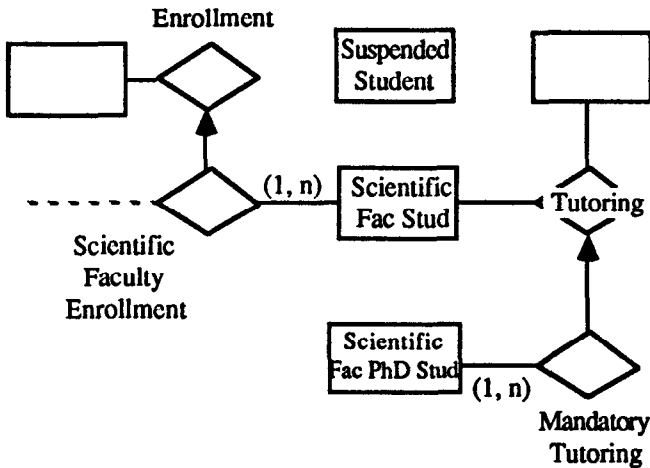 Enrollment
Suspended
Student
(1, n)
Scientific
Fac Stud
Tutoring
Scientific
Faculty
Enrollment
Scientific
Fac PhD Stud
(1, n)
Mandatory
Tutoring